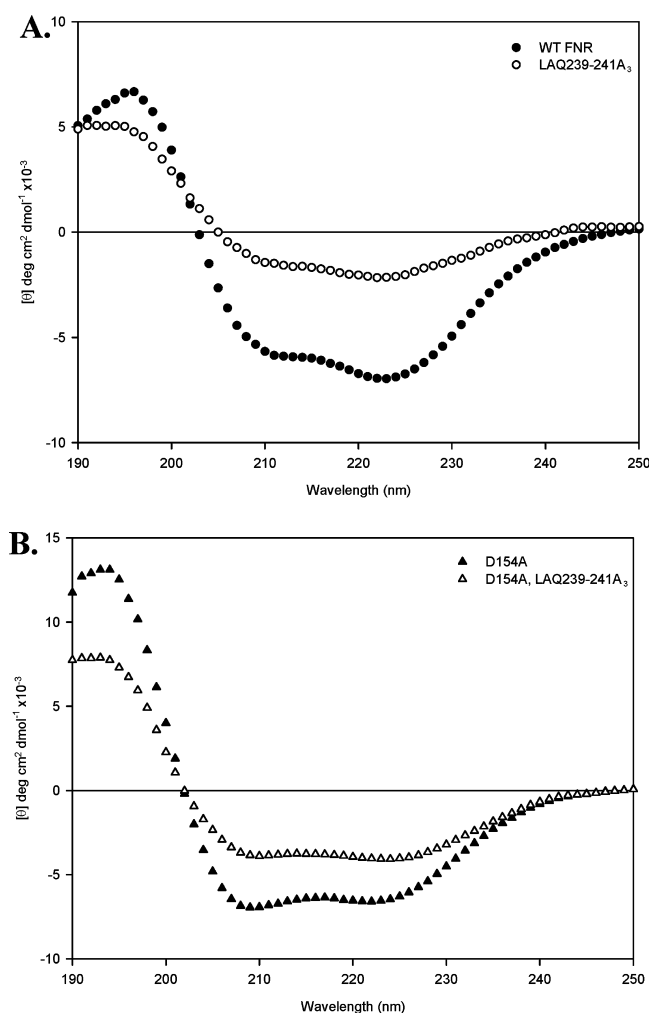 A.
10
5
0
-5
-10
[θ] deg cm² dmol⁻¹ x10⁻³
WT FNR
LAQ239-241A₃
190 200 210 220 230 240 250
Wavelength (nm)
B.
15
10
5
0
-5
-10
[θ] deg cm² dmol⁻¹ x10⁻³
D154A
D154A, LAQ239-241A₃
190 200 210 220 230 240 250
Wavelength (nm)